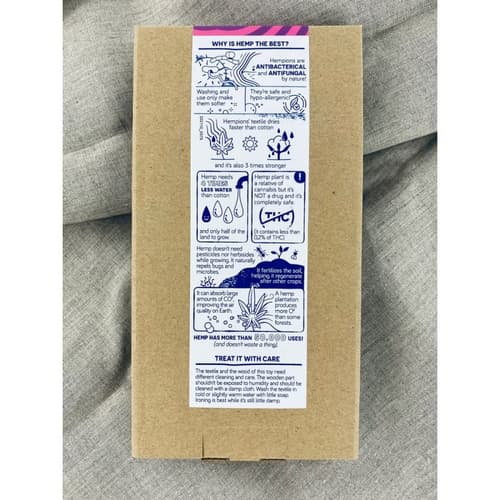 WHY IS HEMP THE BEST?
Hempions are
ANTIBACTERICAL
and ANTIFUNGAL
by nature!
Washing and
use only make
them softer
They're safe and
hypo-allergenic!
Hempions' textile dries
faster than cotton
and it's also 3 times stronger
Hemp needs
LESS WATER
than cotton
and only half of the
land to grow.
!
Hemp plant is
a relative of
cannabis but it's
NOT a drug and it's
completely safe.
THC
(it contains less than
0,2% of THC)
Hemp doesn't need
pesticides nor herbicides
while growing. It naturally
repels bugs and
microbes.
It fertilizes the soil,
helping it regenerate
after other crops.
It can absorb large
amounts of CO²,
improving the air
quality on Earth.
A hemp
plantation
produces
more O²
than some
forests.
HEMP HAS MORE THAN 50.000 USES!
(and doesn't waste a thing)
TREAT IT WITH CARE
The textile and the wood of this toy need
different cleaning and care. The wooden part
shouldn't be exposed to humidity and should be
cleaned with a damp cloth. Wash the textile in
cold or slightly warm water with little soap.
Ironing is best while it's still little damp.